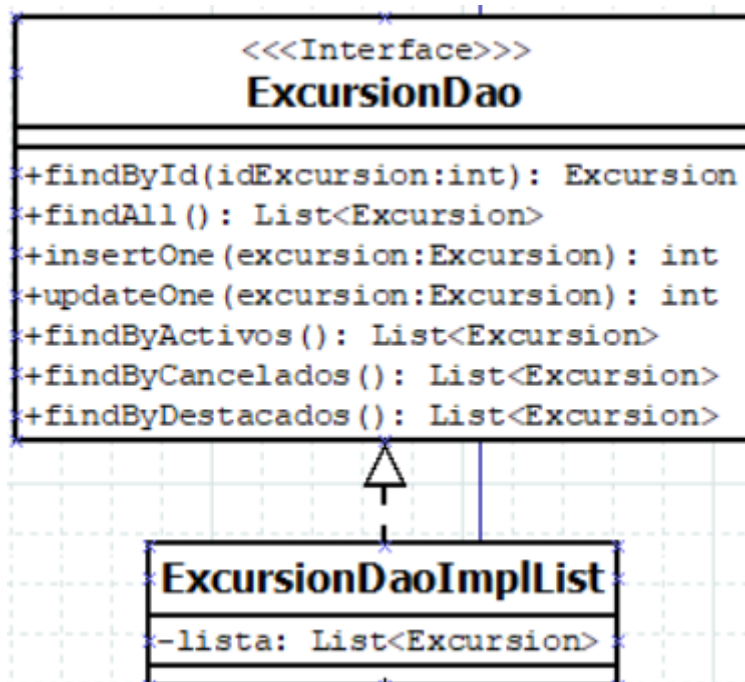 <<<Interface>>>
ExcursionDao
+findById(idExcursion:int): Excursion
+findAll(): List<Excursion>
+insertOne(excursion:Excursion): int
+updateOne(excursion:Excursion): int
+findByActivos(): List<Excursion>
+findByCancelados(): List<Excursion>
+findByDestacados(): List<Excursion>
ExcursionDaoImplList
-lista: List<Excursion>